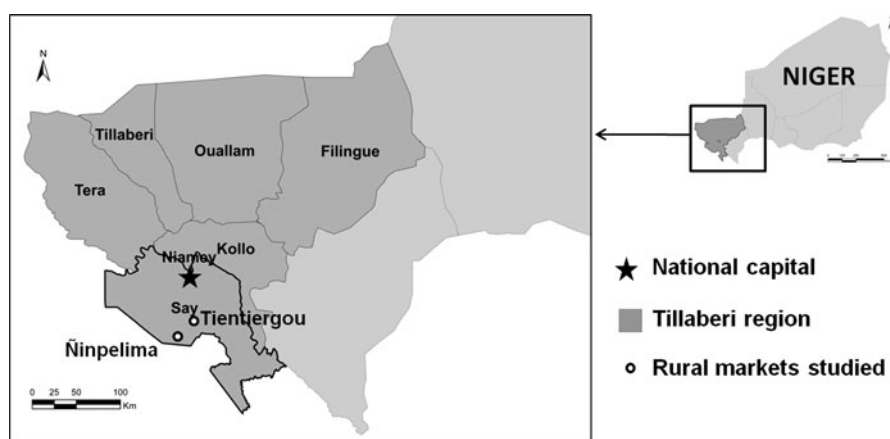 N
Tillaberi
Ouallam
Filingue
Tera
Kollo
Niamey
Say
Tientiergou
Ñinpelima
0 25 50 100
Km
NIGER
National capital
Tillaberi region
Rural markets studied